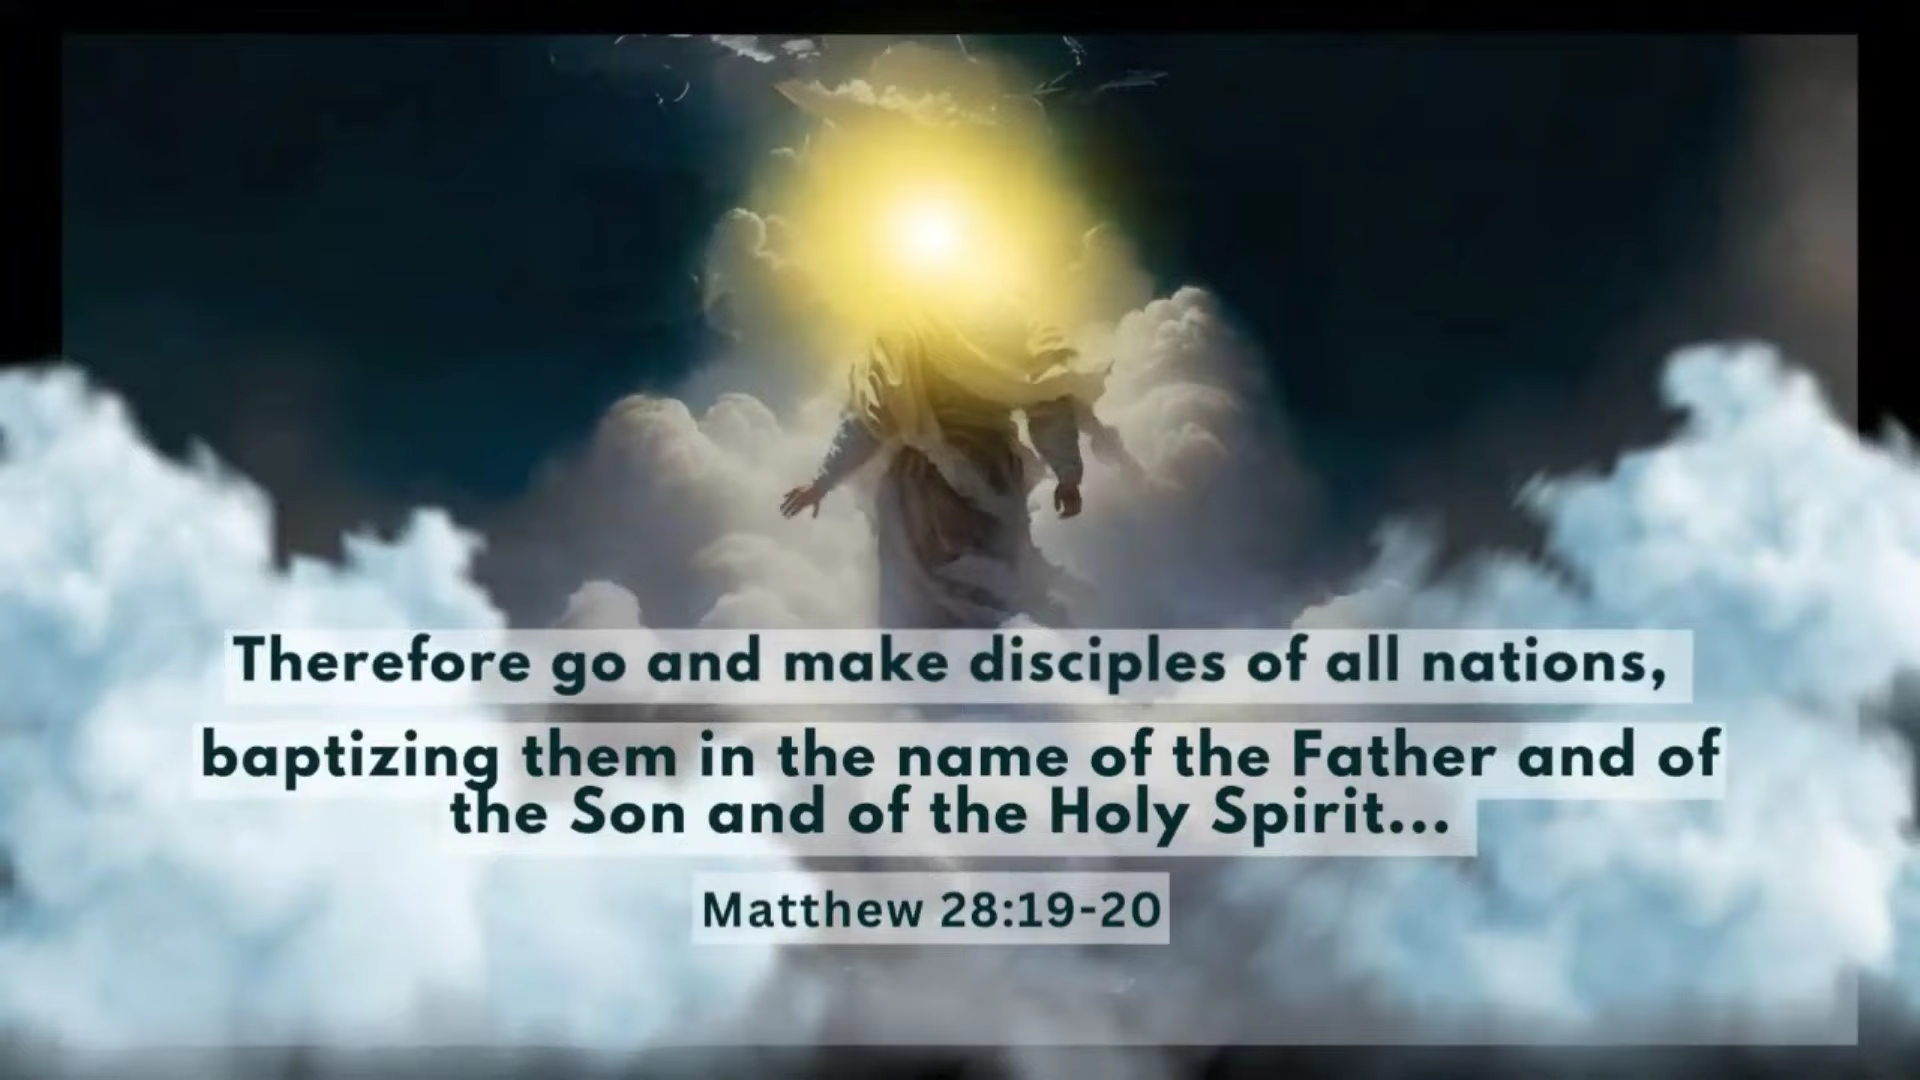 Therefore go and make disciples of all nations,
baptizing them in the name of the Father and of
the Son and of the Holy Spirit...
Matthew 28:19-20